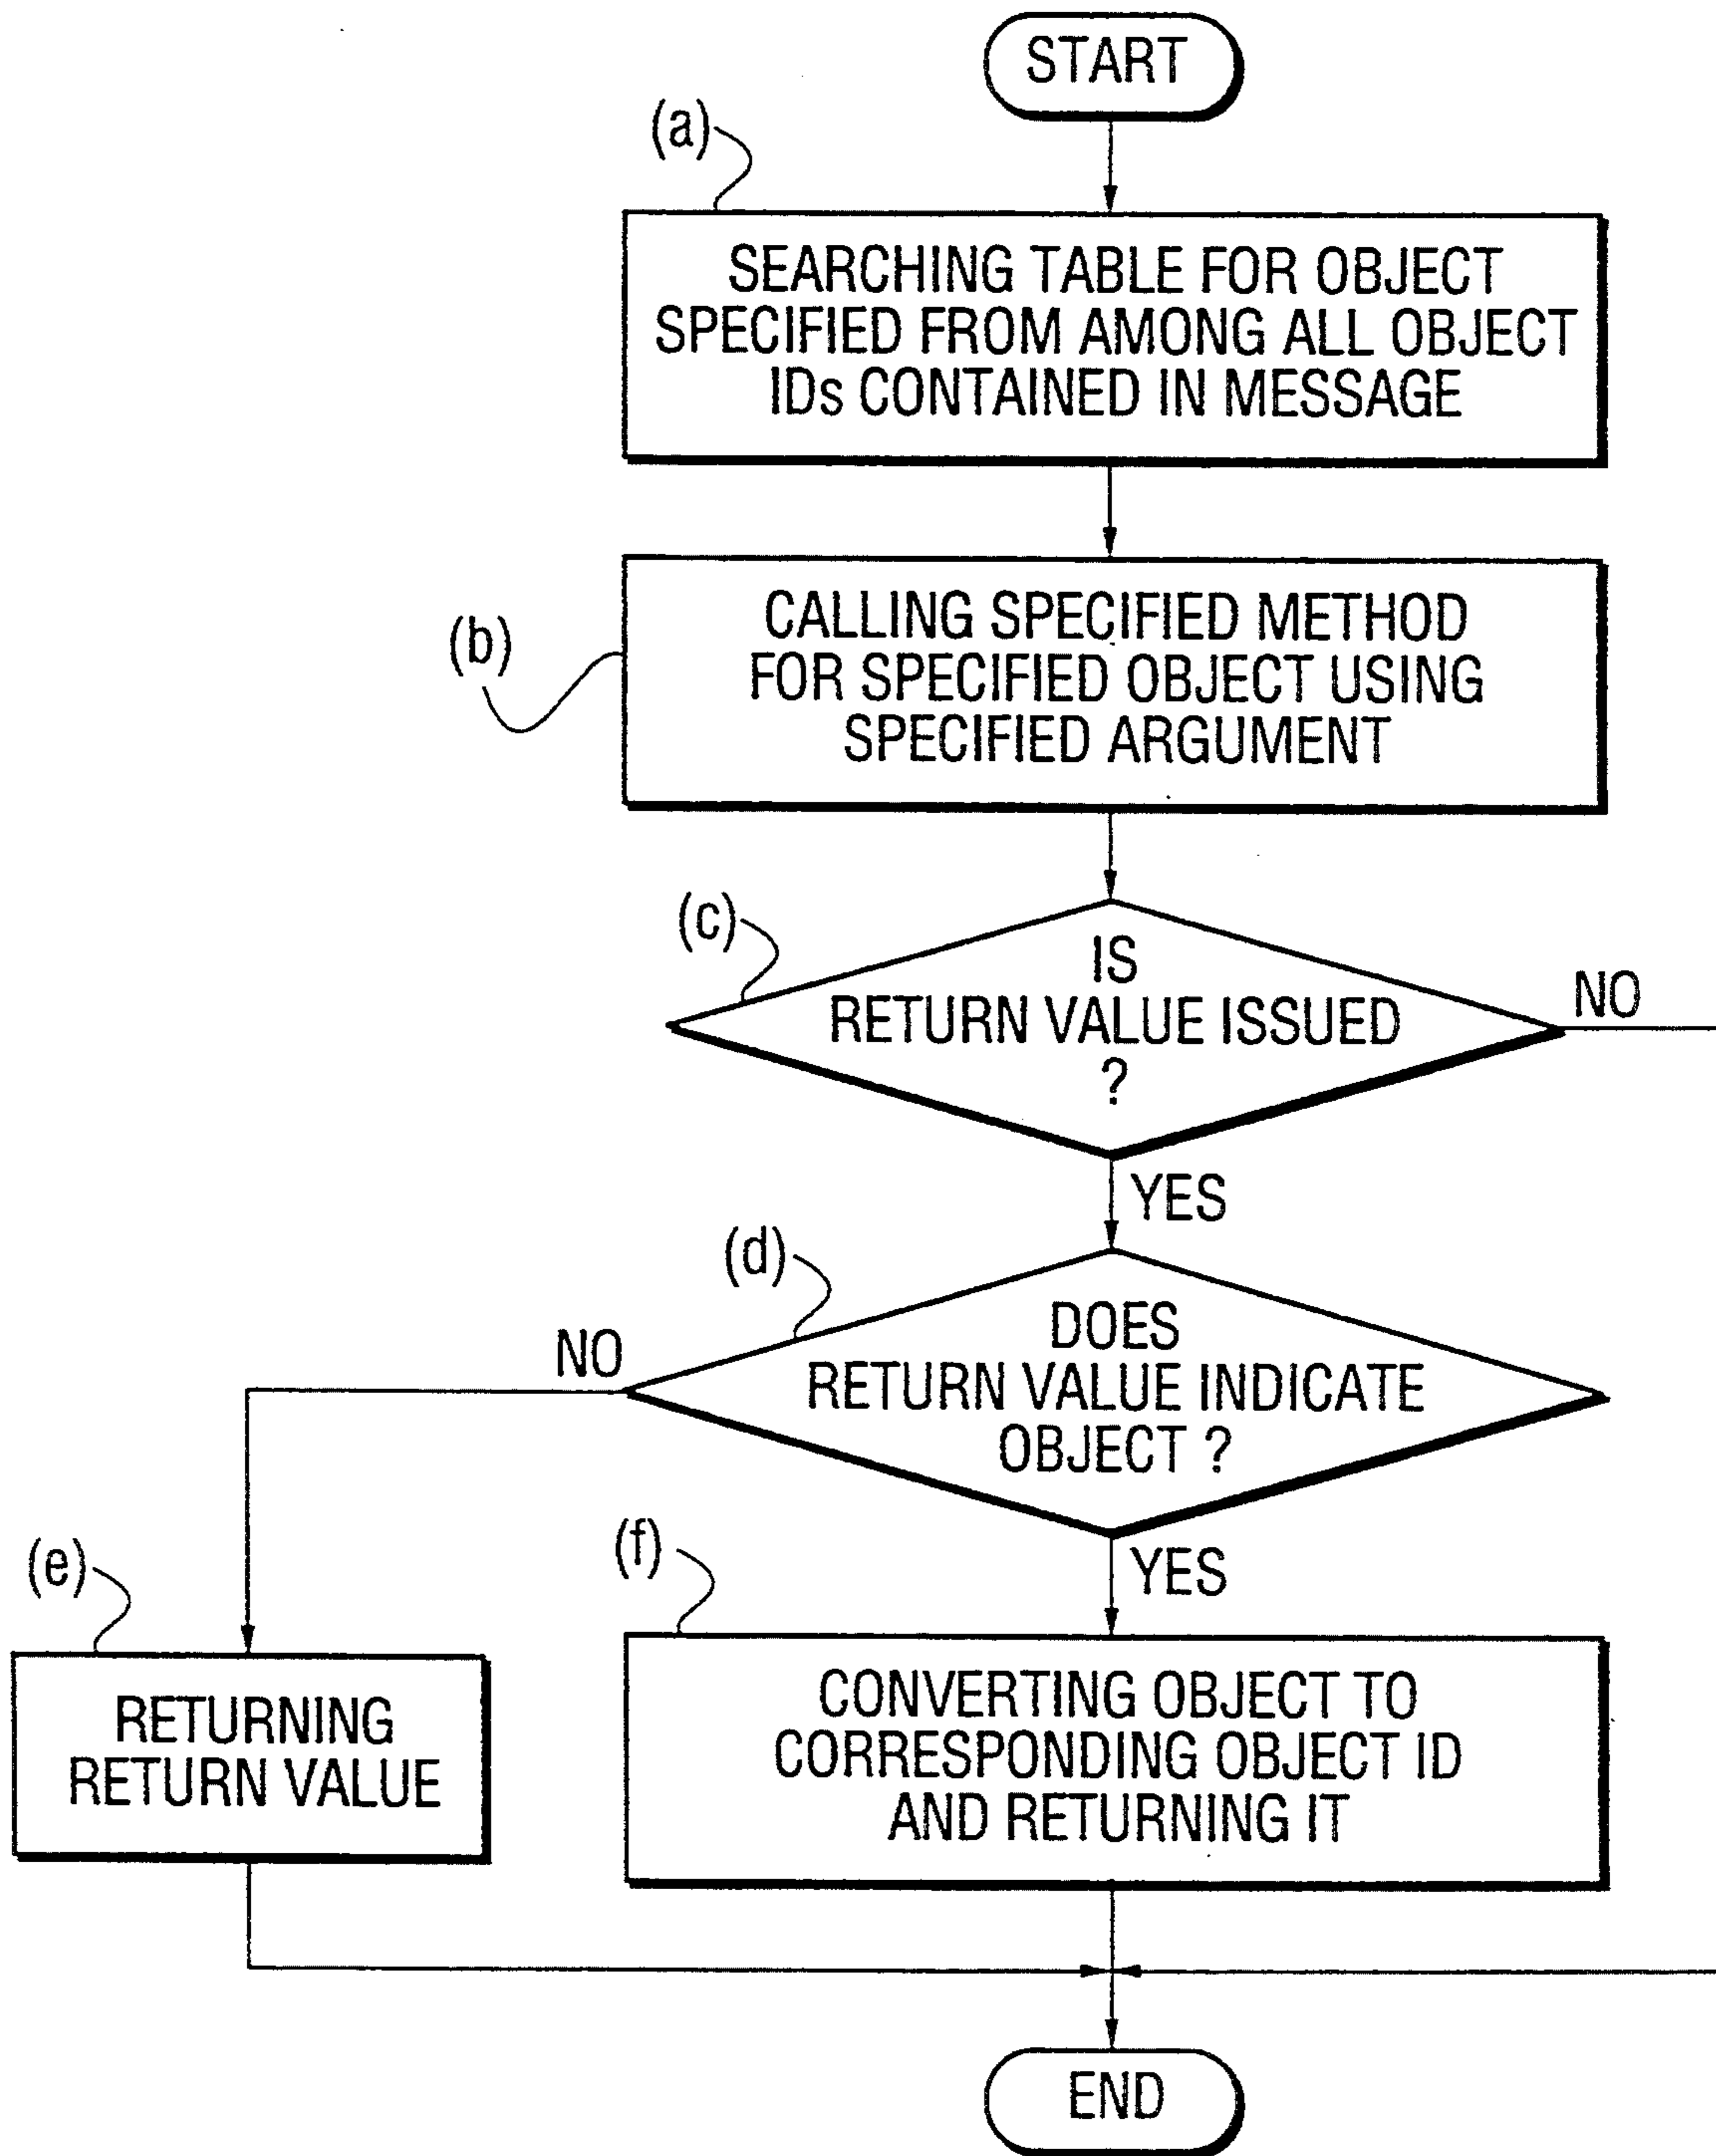 START
(a)
SEARCHING TABLE FOR OBJECT
SPECIFIED FROM AMONG ALL OBJECT
IDs CONTAINED IN MESSAGE
(b)
CALLING SPECIFIED METHOD
FOR SPECIFIED OBJECT USING
SPECIFIED ARGUMENT
(c)
IS
RETURN VALUE ISSUED
?
NO
YES
(d)
DOES
RETURN VALUE INDICATE
OBJECT ?
NO
YES
(e)
RETURNING
RETURN VALUE
(f)
CONVERTING OBJECT TO
CORRESPONDING OBJECT ID
AND RETURNING IT
END